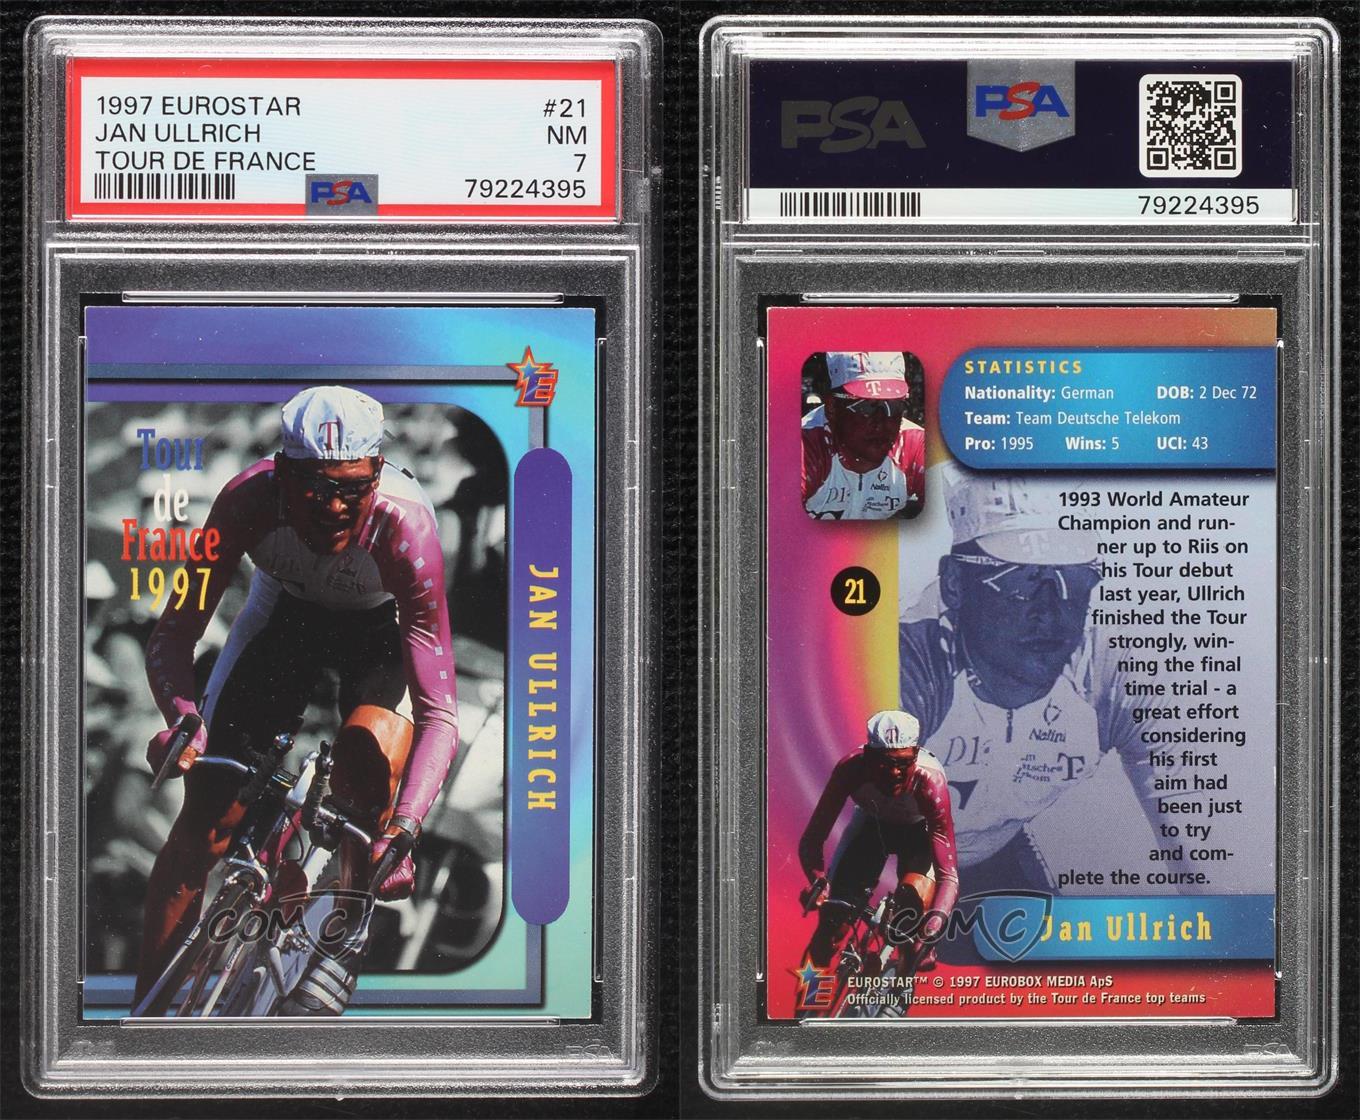 1997 EUROSTAR #21
JAN ULLRICH NM
TOUR DE FRANCE 7
PSA 79224395
E
T
Tour
de
France
1997
JAN ULLRICH
COMC
PSA
PSA PSA
79224395
STATISTICS
Nationality: German DOB: 2 Dec 72
Team: Team Deutsche Telekom
Pro: 1995 Wins: 5 UCI: 43
1993 World Amateur
Champion and run-
ner up to Riis on
his Tour debut
last year, Ullrich
finished the Tour
strongly, win-
ning the final
time trial - a
great effort
considering
his first
aim had
been just
to try
and com-
plete the course.
21
Nalini
T
COMC
Jan Ullrich
E
EUROSTAR™ © 1997 EUROBOX MEDIA ApS
Officially licensed product by the Tour de France top teams
PSA